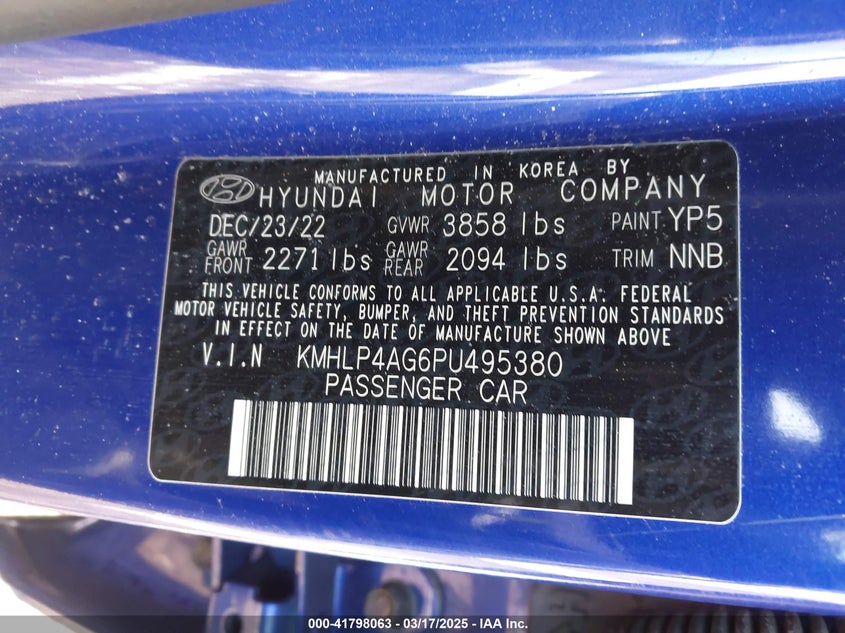 MANUFACTURED IN KOREA BY
HYUNDAI MOTOR COMPANY
DEC/23/22 GVWR 3858 lbs PAINT YP5
GAWR FRONT 2271 lbs GAWR REAR 2094 lbs TRIM NNB
THIS VEHICLE CONFORMS TO ALL APPLICABLE U.S.A. FEDERAL
MOTOR VEHICLE SAFETY, BUMPER, AND THEFT PREVENTION STANDARDS
IN EFFECT ON THE DATE OF MANUFACTURE SHOWN ABOVE
V.I.N KMHLP4AG6PU495380
PASSENGER CAR
000-41798063 — 03/17/2025 — IAA Inc.